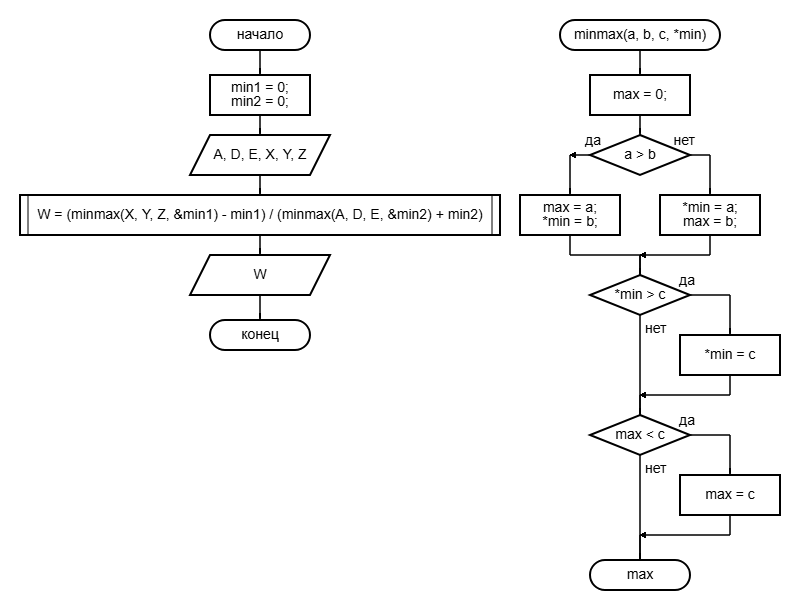 начало
min1 = 0;
min2 = 0;
A, D, E, X, Y, Z
W = (minmax(X, Y, Z, &min1) - min1) / (minmax(A, D, E, &min2) + min2)
W
конец
minmax(a, b, c, *min)
max = 0;
да
нет
a > b
max = a;
*min = b;
*min = a;
max = b;
да
*min > c
нет
*min = c
да
max < c
нет
max = c
max